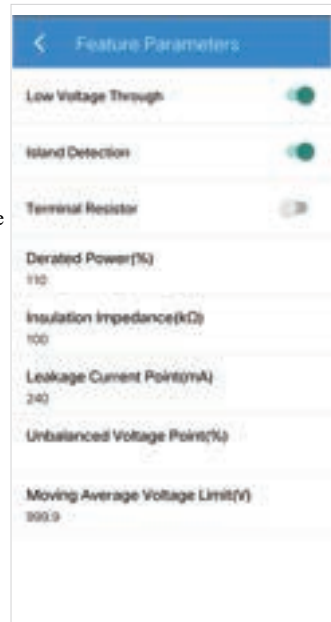 Feature Parameters
Low Voltage Through
Island Detection
e
Terminal Resistor
Derated Power(%)
110
Insulation Impedance(kΩ)
100
Leakage Current Point(mA)
240
Unbalanced Voltage Point(%)
Moving Average Voltage Limit(V)
999.9